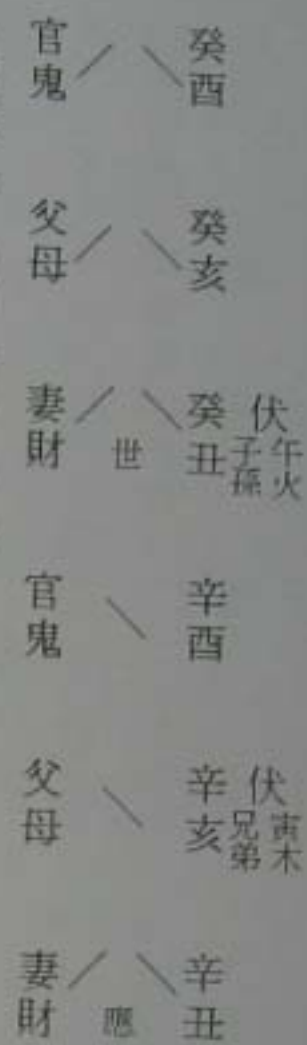 官鬼 癸酉
父母 癸亥
妻財 世 癸丑 伏 子孫 午火
官鬼 辛酉
父母 辛亥 伏 兄弟 寅木
妻財 應 辛丑